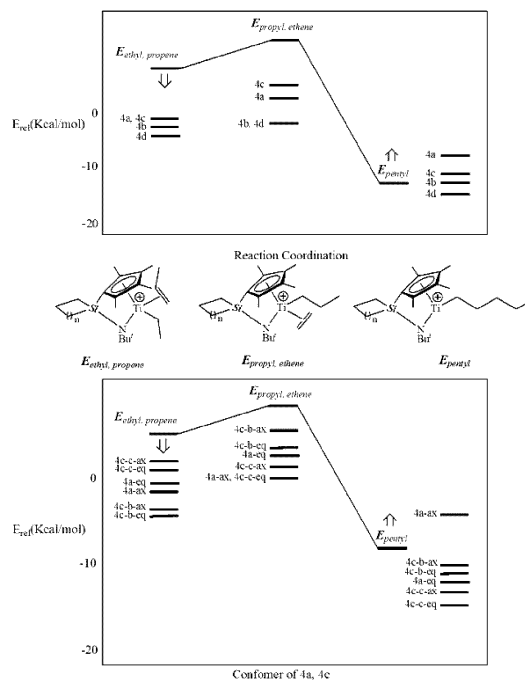 E_propyl, ethene
E_ethyl, propene
4c
4a
4a, 4c
4b
4d
4b, 4d
0
E_rel(Kcal/mol)
-10
-20
E_pentyl
4a
4c
4b
4d
Reaction Coordination
Si Ti ⊕ N Bu^t ( )n
Si Ti ⊕ N Bu^t ( )n
Si Ti ⊕ N Bu^t ( )n
E_ethyl, propene E_propyl, ethene E_pentyl
E_propyl, ethene
E_ethyl, propene
4c-b-ax
4c-b-eq
4a-eq
4c-c-ax
4a-ax, 4c-c-eq
4c-c-ax
4c-c-eq
4a-eq
4a-ax
4c-b-ax
4c-b-eq
0
E_rel(Kcal/mol)
-10
-20
E_pentyl
4a-ax
4c-b-ax
4c-b-eq
4a-eq
4c-c-ax
4c-c-eq
Confomer of 4a, 4c